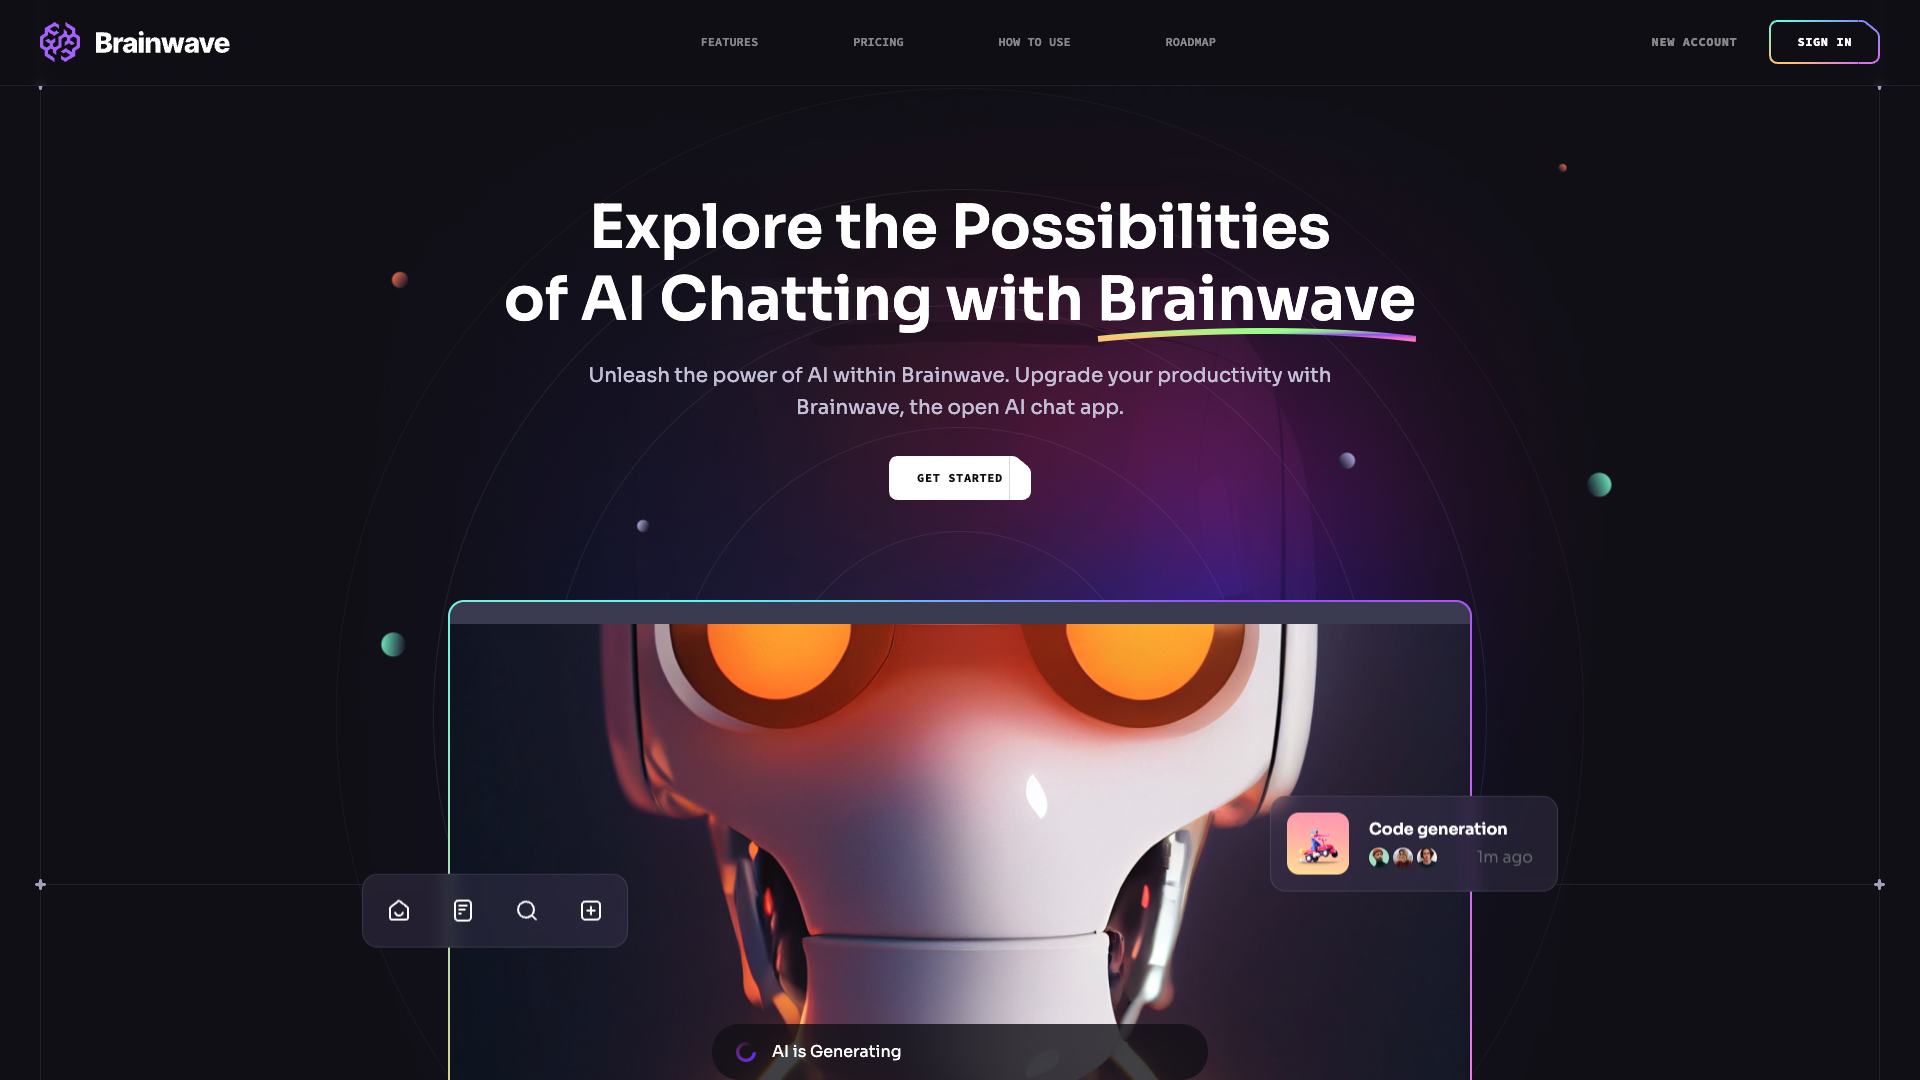 Brainwave
FEATURES
PRICING
HOW TO USE
ROADMAP
NEW ACCOUNT
SIGN IN
Explore the Possibilities
of AI Chatting with Brainwave
Unleash the power of AI within Brainwave. Upgrade your productivity with
Brainwave, the open AI chat app.
GET STARTED
Code generation
1m ago
AI is Generating